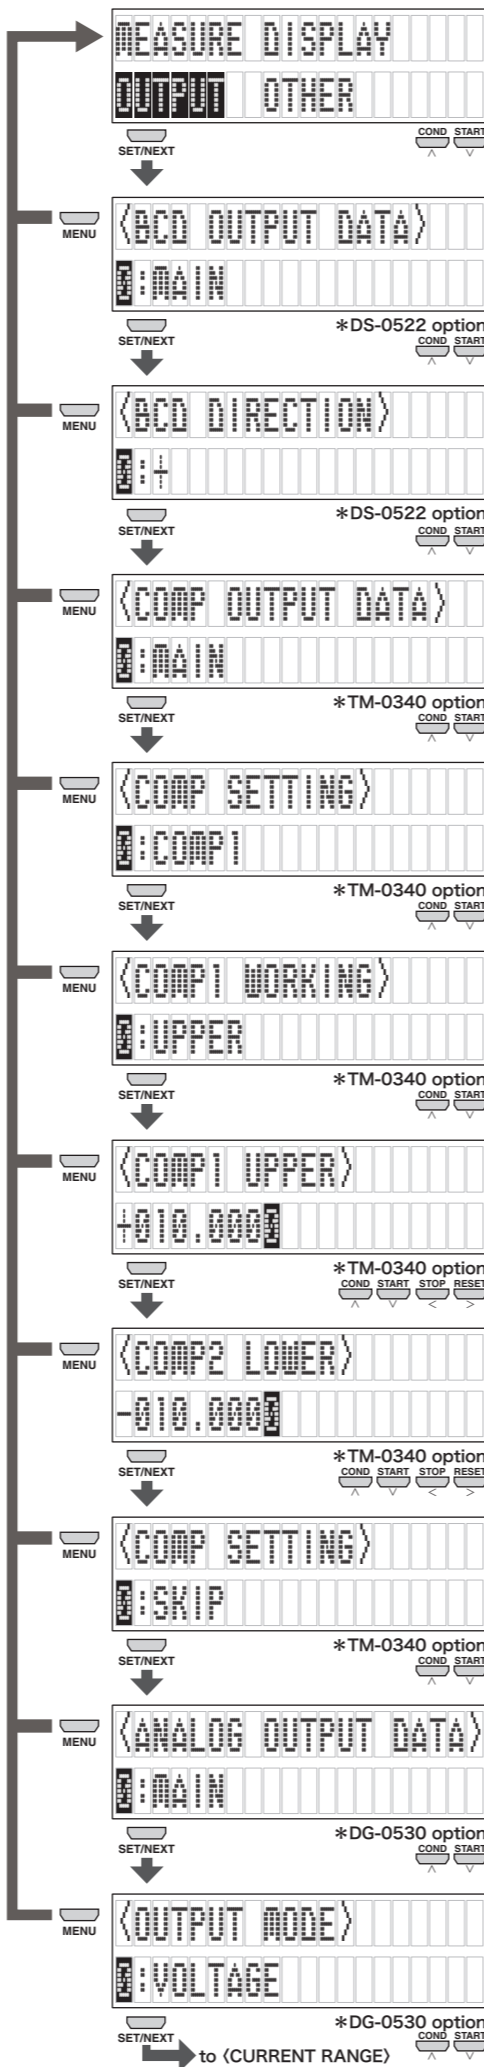 MEASURE DISPLAY
OUTPUT OTHER
COND START
SET/NEXT
MENU
<BCD OUTPUT DATA>
0:MAIN
*DS-0522 option
COND START
SET/NEXT
MENU
<BCD DIRECTION>
0:+
*DS-0522 option
COND START
SET/NEXT
MENU
<COMP OUTPUT DATA>
0:MAIN
*TM-0340 option
COND START
SET/NEXT
MENU
<COMP SETTING>
0:COMP1
*TM-0340 option
COND START
SET/NEXT
MENU
<COMP1 WORKING>
0:UPPER
*TM-0340 option
COND START
SET/NEXT
MENU
<COMP1 UPPER>
+010.0000
*TM-0340 option
COND START STOP RESET
SET/NEXT
MENU
<COMP2 LOWER>
-010.0000
*TM-0340 option
COND START STOP RESET
SET/NEXT
MENU
<COMP SETTING>
0:SKIP
*TM-0340 option
COND START
SET/NEXT
MENU
<ANALOG OUTPUT DATA>
0:MAIN
*DG-0530 option
COND START
SET/NEXT
MENU
<OUTPUT MODE>
0:VOLTAGE
*DG-0530 option
COND START
SET/NEXT
to 〈CURRENT RANGE〉